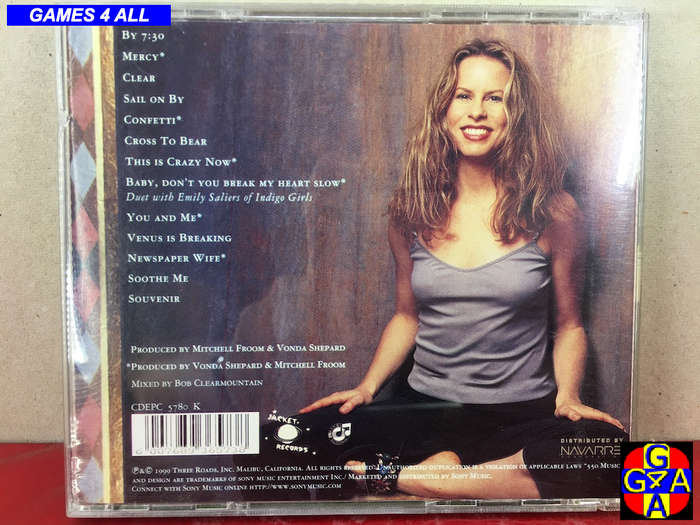 GAMES 4 ALL
By 7:30
Mercy*
Clear
Sail on By
Confetti*
Cross To Bear
This is Crazy Now*
Baby, don't you break my heart slow*
Duet with Emily Saliers of Indigo Girls
You and Me*
Venus is Breaking
Newspaper Wife*
Soothe Me
Souvenir
Produced by Mitchell Froom & Vonda Shepard
*Produced by Vonda Shepard & Mitchell Froom
Mixed by Bob Clearmountain
CDEPC 5780 K
JACKET
RECORDS
DISTRIBUTED BY
NAVARRE
℗&© 1999 Three Roads, Inc. Malibu, California. All rights reserved. Unauthorized duplication is a violation of applicable laws "550 Music
and design are trademarks of sony music entertainment Inc./ Marketed and distributed by Sony Music.
Connect with Sony Music online http://www.sonymusic.com
G
G4A
A